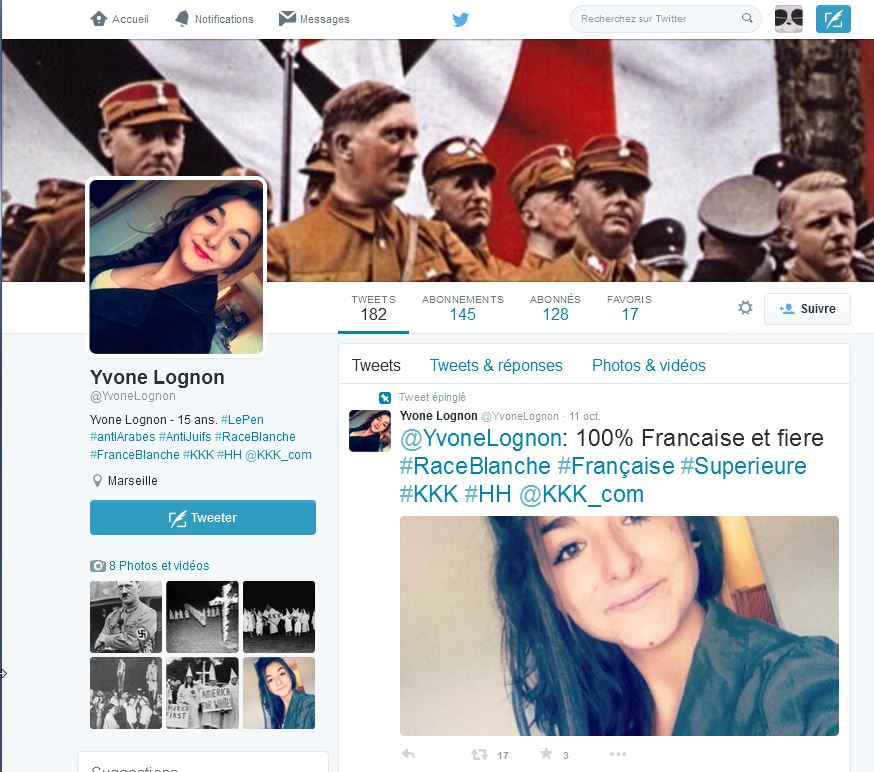 Accueil
Notifications
Messages
Recherchez sur Twitter
TWEETS
182
ABONNEMENTS
145
ABONNÉS
128
FAVORIS
17
Suivre
Yvone Lognon
@YvoneLognon
Yvone Lognon - 15 ans. #LePen
#antiArabes #AntiJuifs #RaceBlanche
#FranceBlanche #KKK #HH @KKK_com
Marseille
Tweeter
8 Photos et vidéos
AMERICA
FIRST
AMERICA
FOR WHITES
Suggestions
Tweets
Tweets & réponses
Photos & vidéos
Tweet épinglé
Yvone Lognon @YvoneLognon · 11 oct.
@YvoneLognon: 100% Francaise et fiere
#RaceBlanche #Française #Superieure
#KKK #HH @KKK_com
17
3